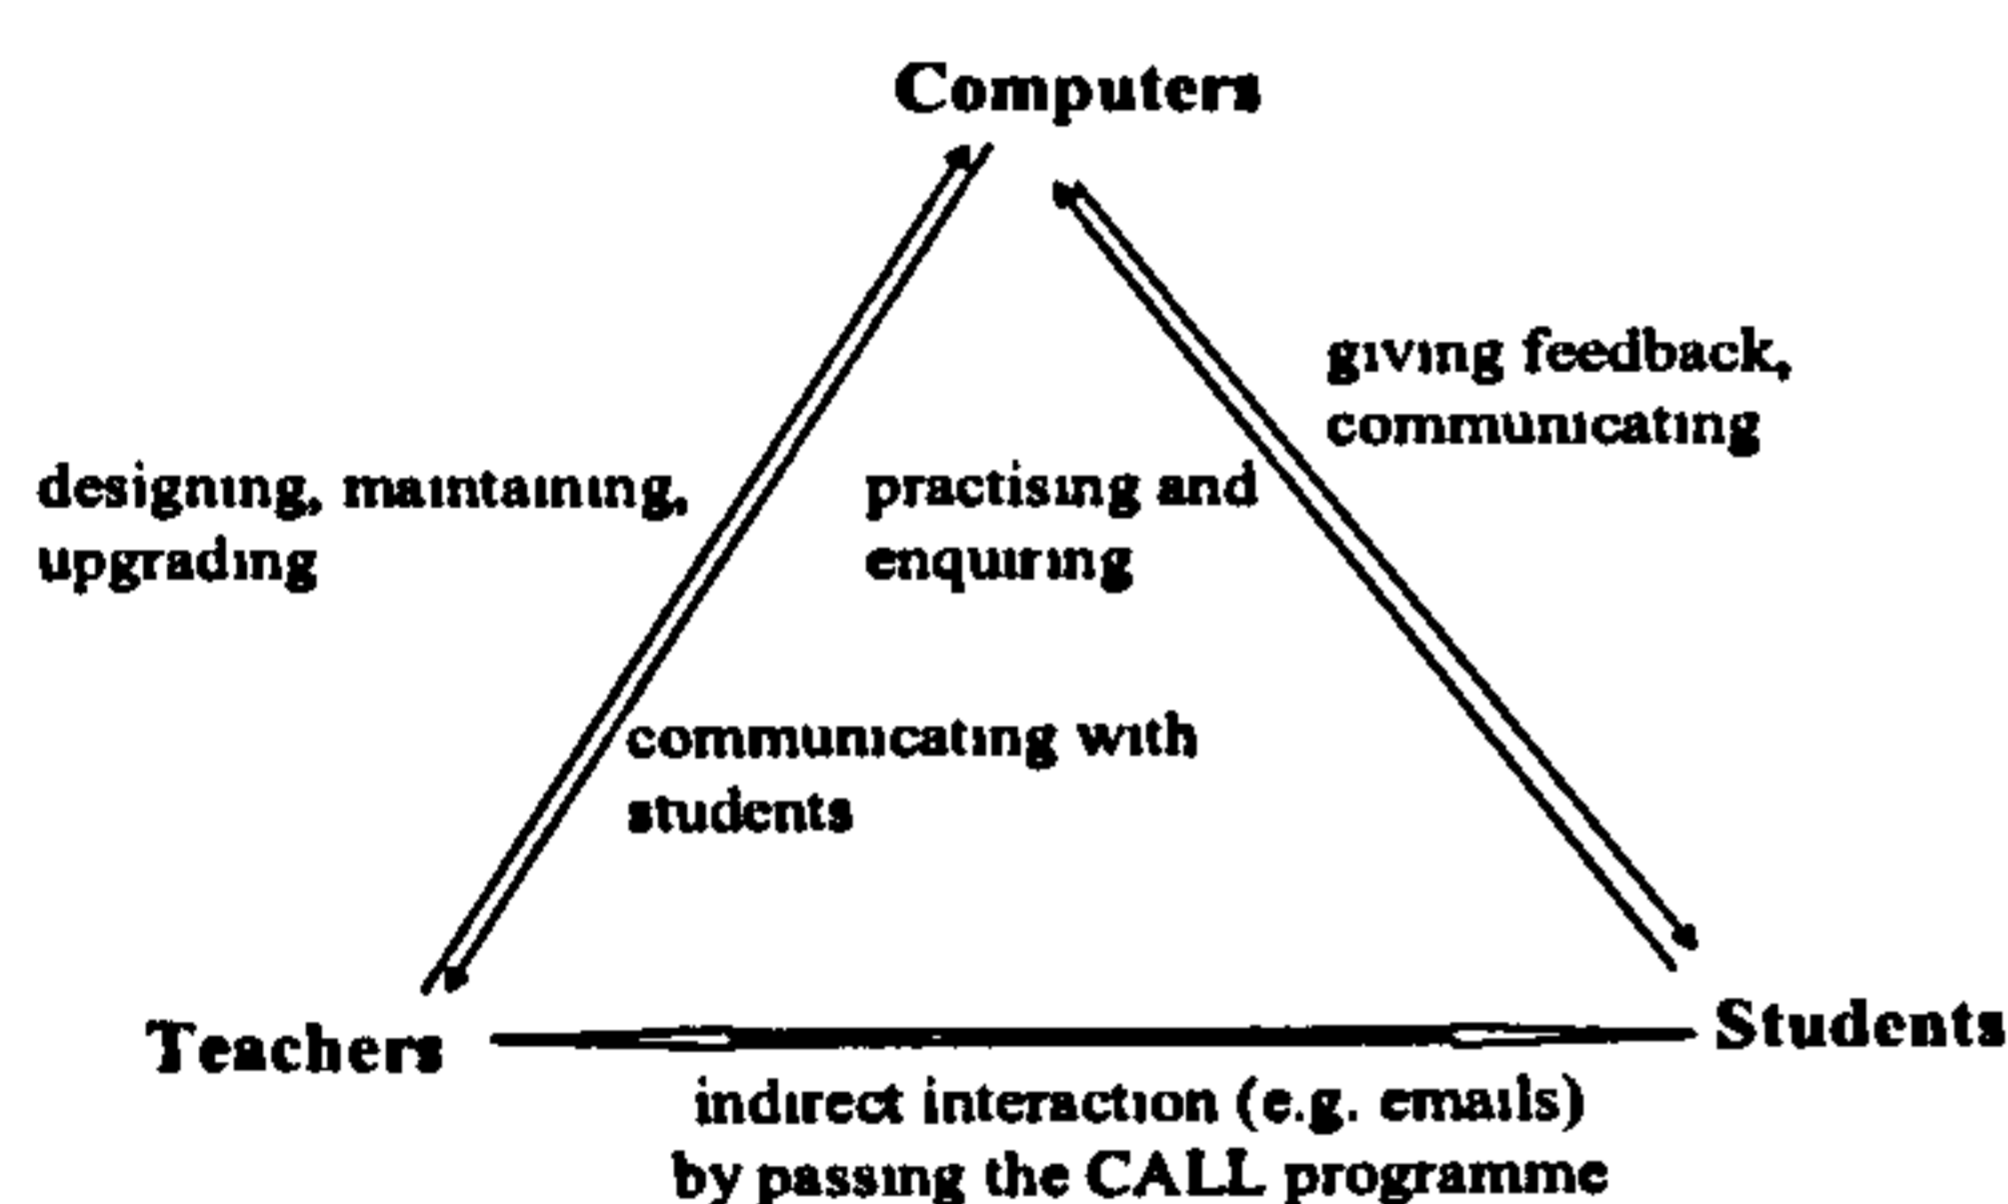 Computers
giving feedback,
communicating
designing, maintaining,
upgrading
practising and
enquiring
communicating with
students
Teachers
Students
indirect interaction (e.g. emails)
by passing the CALL programme